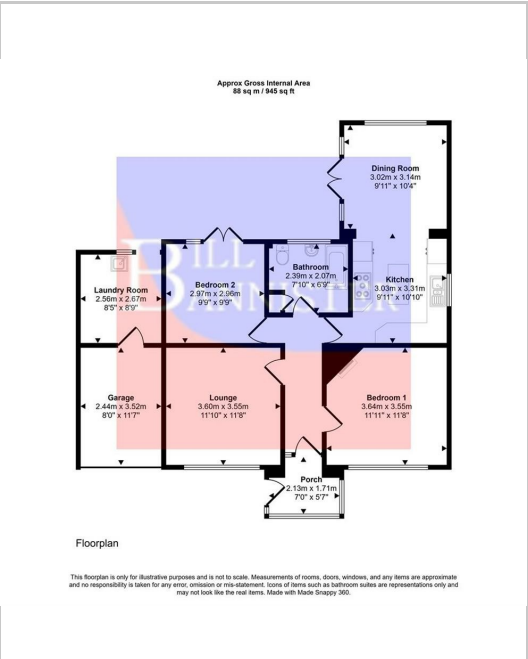 Approx Gross Internal Area
88 sq m / 945 sq ft
Dining Room
3.02m x 3.14m
9'11" x 10'4"
BILL
BANNISTER
Bathroom
2.39m x 2.07m
7'10" x 6'9"
Bedroom 2
2.97m x 2.96m
9'9" x 9'9"
Laundry Room
2.56m x 2.67m
8'5" x 8'9"
Kitchen
3.03m x 3.31m
9'11" x 10'10"
Garage
2.44m x 3.52m
8'0" x 11'7"
Lounge
3.60m x 3.55m
11'10" x 11'8"
Bedroom 1
3.64m x 3.55m
11'11" x 11'8"
Porch
2.13m x 1.71m
7'0" x 5'7"
Floorplan
This floorplan is only for illustrative purposes and is not to scale. Measurements of rooms, doors, windows, and any items are approximate
and no responsibility is taken for any error, omission or mis-statement. Icons of items such as bathroom suites are representations only and
may not look like the real items. Made with Made Snappy 360.